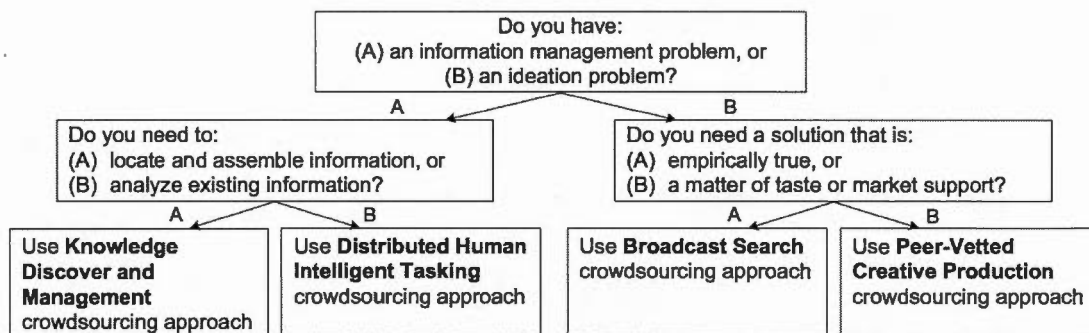 Do you have:
(A) an information management problem, or
(B) an ideation problem?
A
B
Do you need to:
(A) locate and assemble information, or
(B) analyze existing information?
Do you need a solution that is:
(A) empirically true, or
(B) a matter of taste or market support?
A
B
A
B
Use Knowledge
Discover and
Management
crowdsourcing approach
Use Distributed Human
Intelligent Tasking
crowdsourcing approach
Use Broadcast Search
crowdsourcing approach
Use Peer-Vetted
Creative Production
crowdsourcing approach